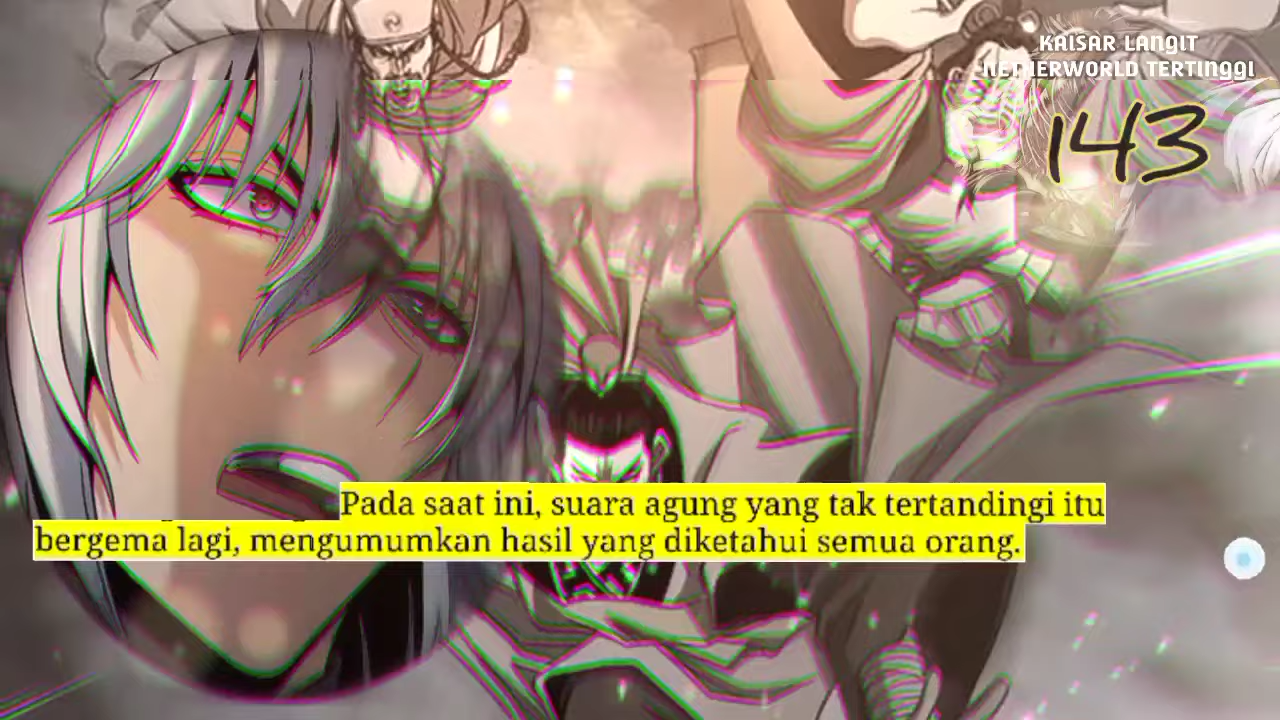 KAISAR LANGIT
NETHERWORLD TERTINGGI
143
Pada saat ini, suara agung yang tak tertandingi itu
bergema lagi, mengumumkan hasil yang diketahui semua orang.